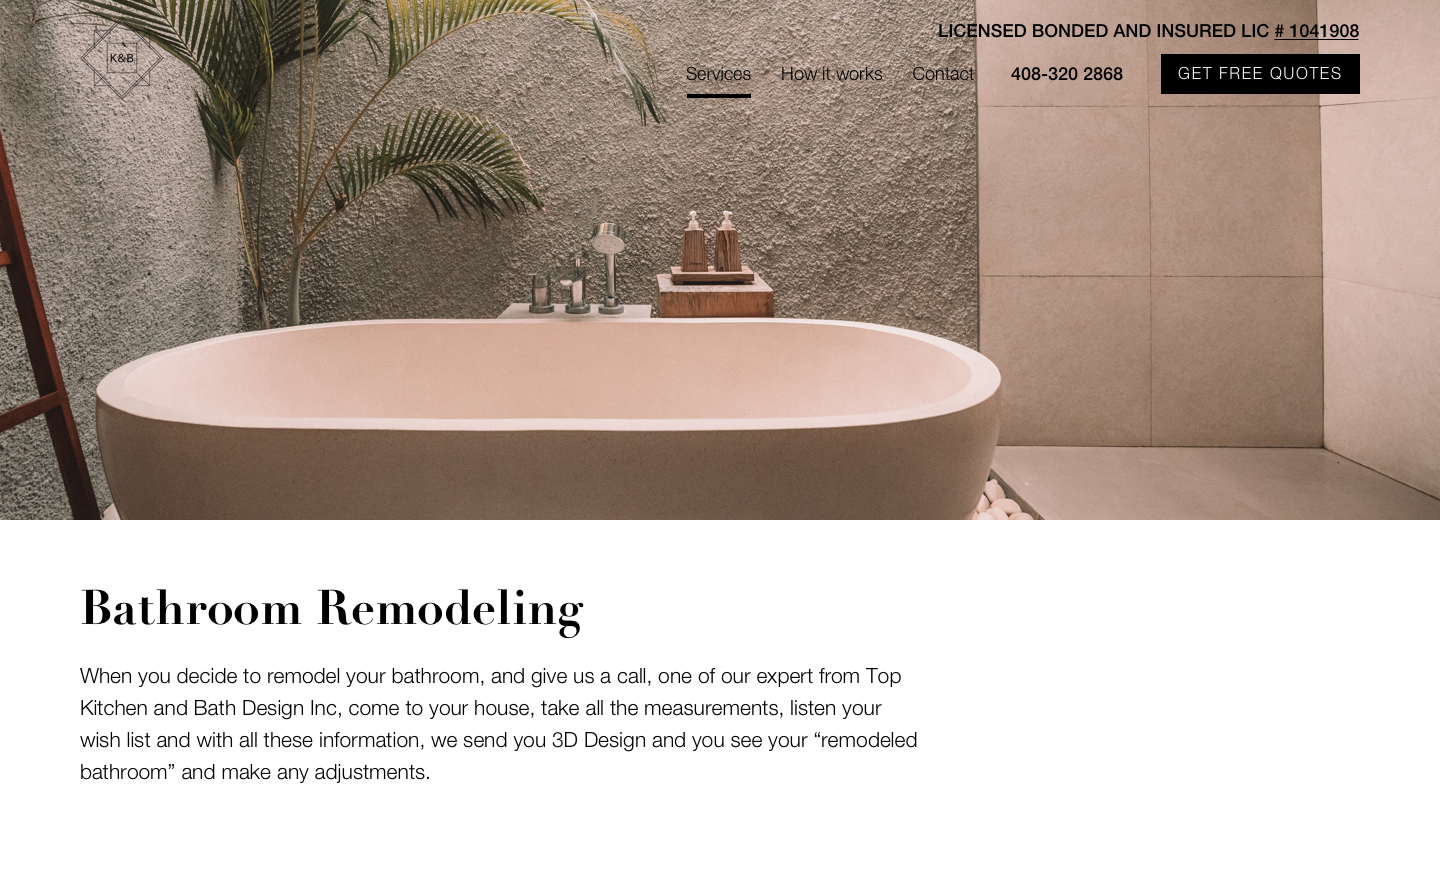 K&B
LICENSED BONDED AND INSURED LIC # 1041908
Services How it works Contact 408-320 2868 GET FREE QUOTES
Bathroom Remodeling
When you decide to remodel your bathroom, and give us a call, one of our expert from Top
Kitchen and Bath Design Inc, come to your house, take all the measurements, listen your
wish list and with all these information, we send you 3D Design and you see your “remodeled
bathroom” and make any adjustments.